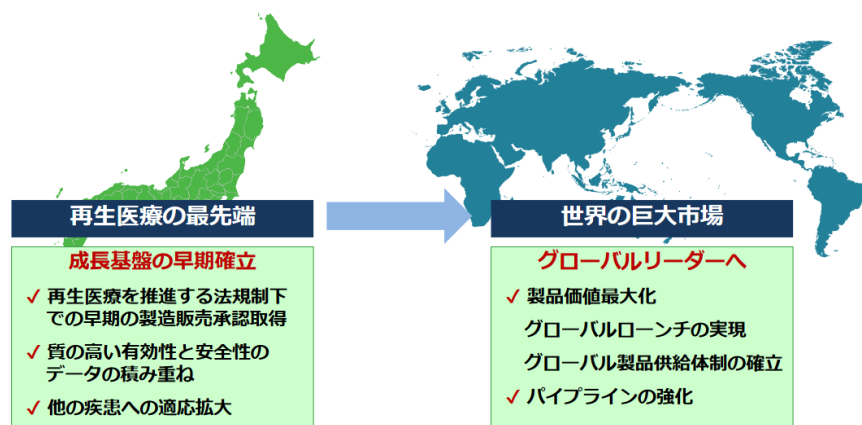 再生医療の最先端
成長基盤の早期確立
✓ 再生医療を推進する法規制下
での早期の製造販売承認取得
✓ 質の高い有効性と安全性の
データの積み重ね
✓ 他の疾患への適応拡大
世界の巨大市場
グローバルリーダーへ
✓ 製品価値最大化
グローバルローンチの実現
グローバル製品供給体制の確立
✓ パイプラインの強化